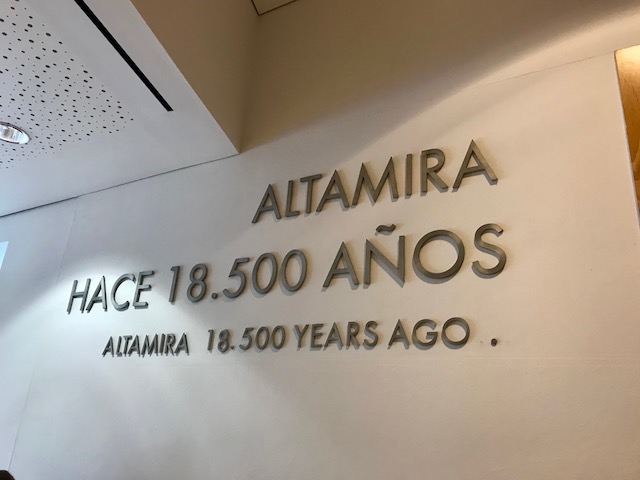 ALTAMIRA
HACE 18.500 AÑOS
ALTAMIRA 18.500 YEARS AGO .